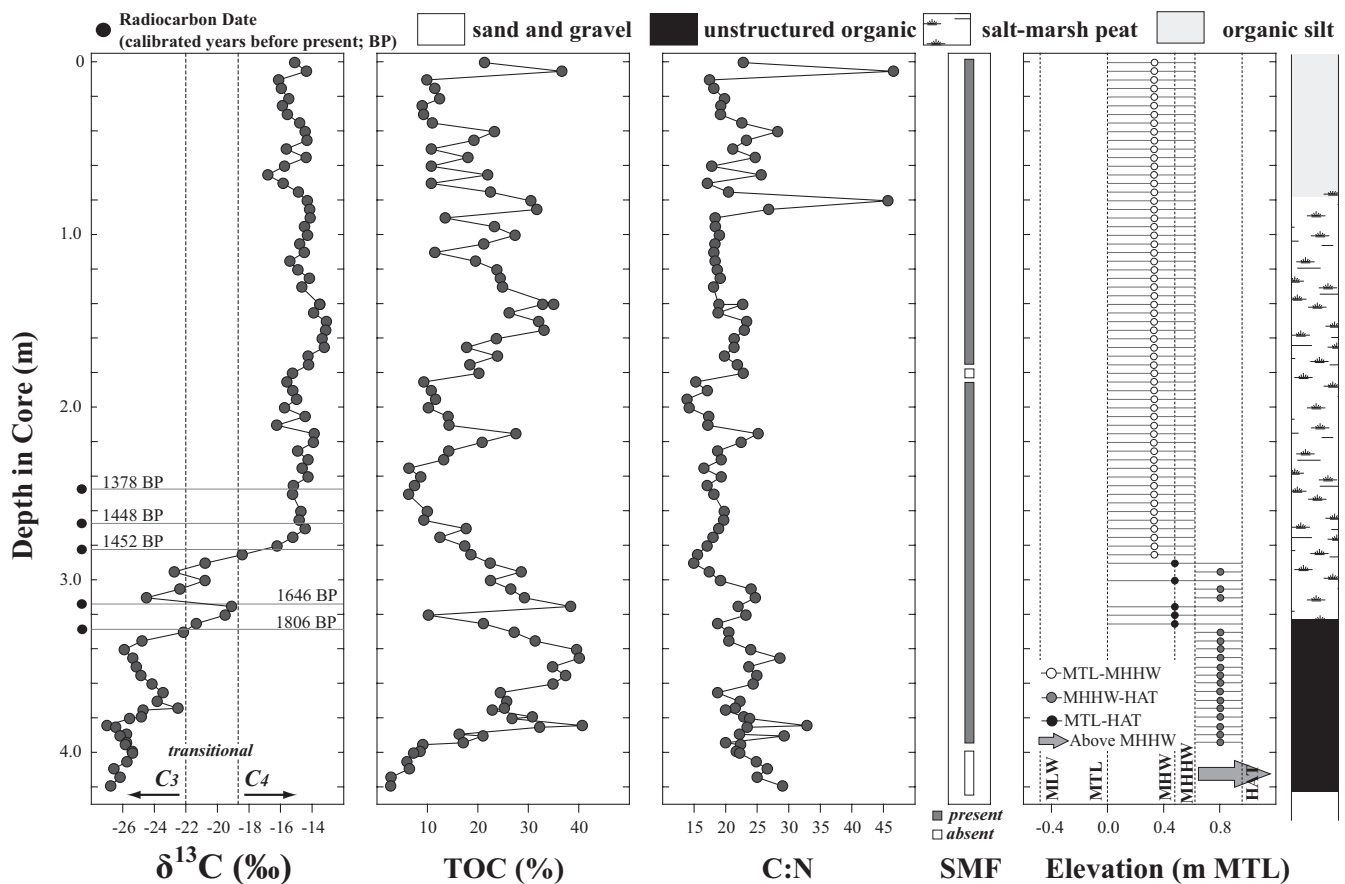 Radiocarbon Date
(calibrated years before present; BP)
sand and gravel
unstructured organic
salt-marsh peat
organic silt
Depth in Core (m)
0
1.0
2.0
3.0
4.0
1378 BP
1448 BP
1452 BP
1646 BP
1806 BP
transitional
C3
C4
-26 -24 -22 -20 -18 -16 -14
δ13C (‰)
10 20 30 40
TOC (%)
15 20 25 30 35 40 45
C:N
present
absent
SMF
MTL-MHHW
MHHW-HAT
MTL-HAT
Above MHHW
MLW
MTL
MHW
MHHW
HAT
-0.4 0.0 0.4 0.8
Elevation (m MTL)